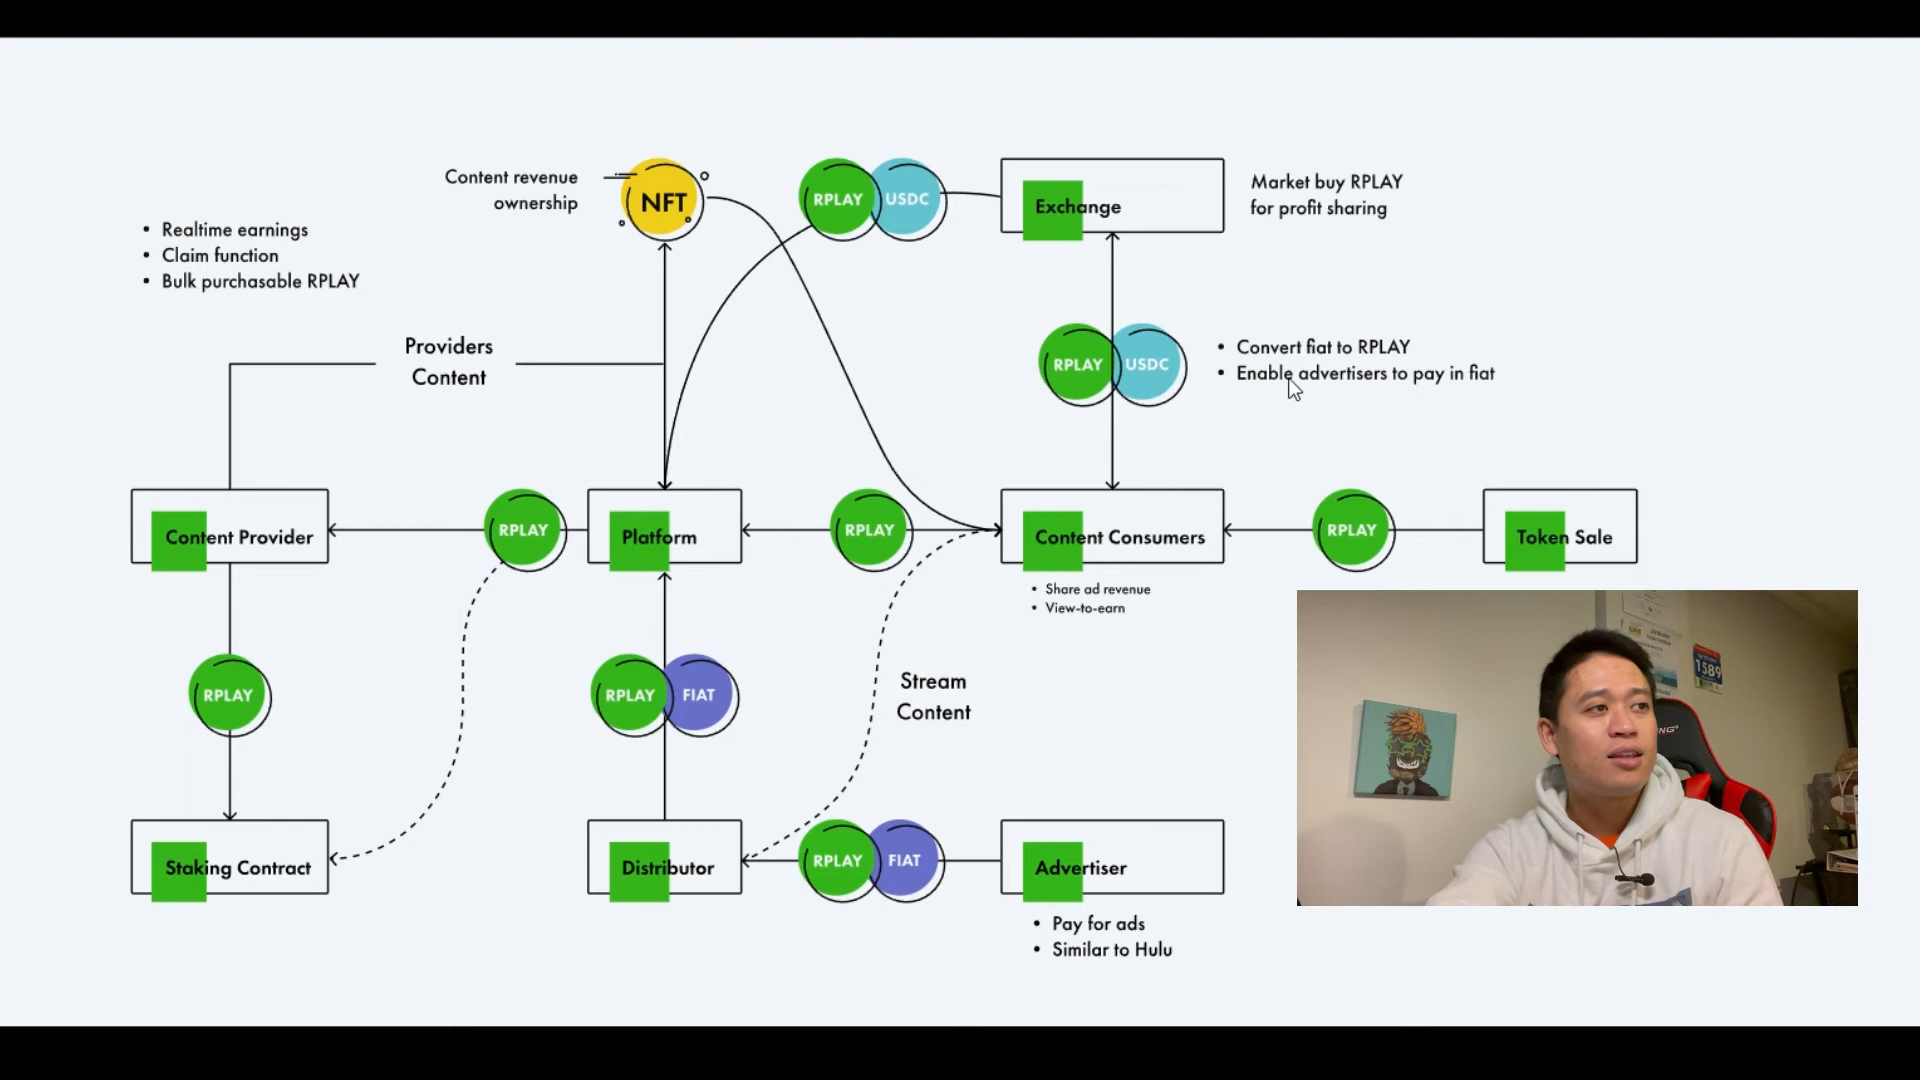 Content revenue
ownership
NFT
RPLAY
USDC
Exchange
Market buy RPLAY
for profit sharing
• Realtime earnings
• Claim function
• Bulk purchasable RPLAY
Providers
Content
RPLAY
USDC
• Convert fiat to RPLAY
• Enable advertisers to pay in fiat
Content Provider
RPLAY
Platform
RPLAY
Content Consumers
RPLAY
Token Sale
• Share ad revenue
• View-to-earn
RPLAY
RPLAY
FIAT
Stream
Content
1589
Staking Contract
Distributor
RPLAY
FIAT
Advertiser
• Pay for ads
• Similar to Hulu